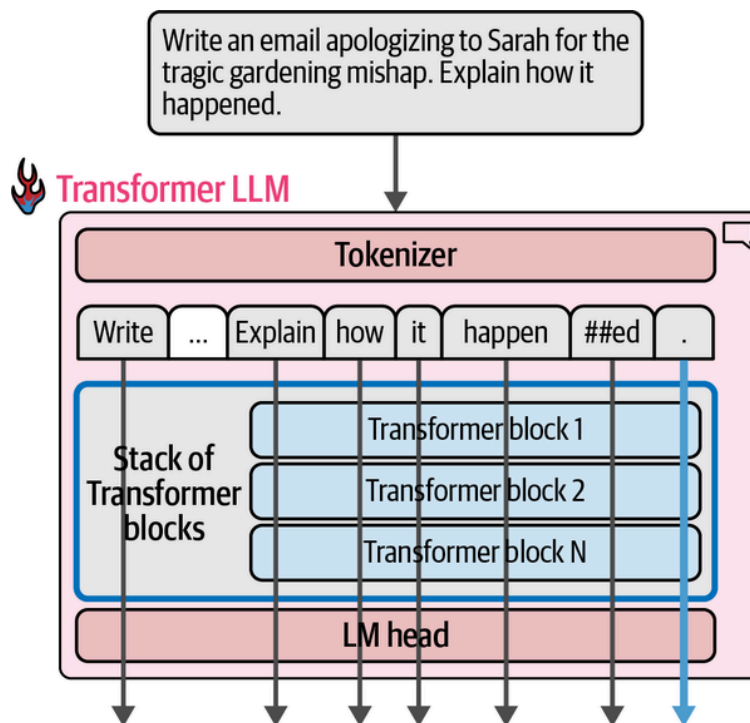 Write an email apologizing to Sarah for the
tragic gardening mishap. Explain how it
happened.
Transformer LLM
Tokenizer
Write ... Explain how it happen ##ed .
Stack of
Transformer
blocks
Transformer block 1
Transformer block 2
Transformer block N
LM head